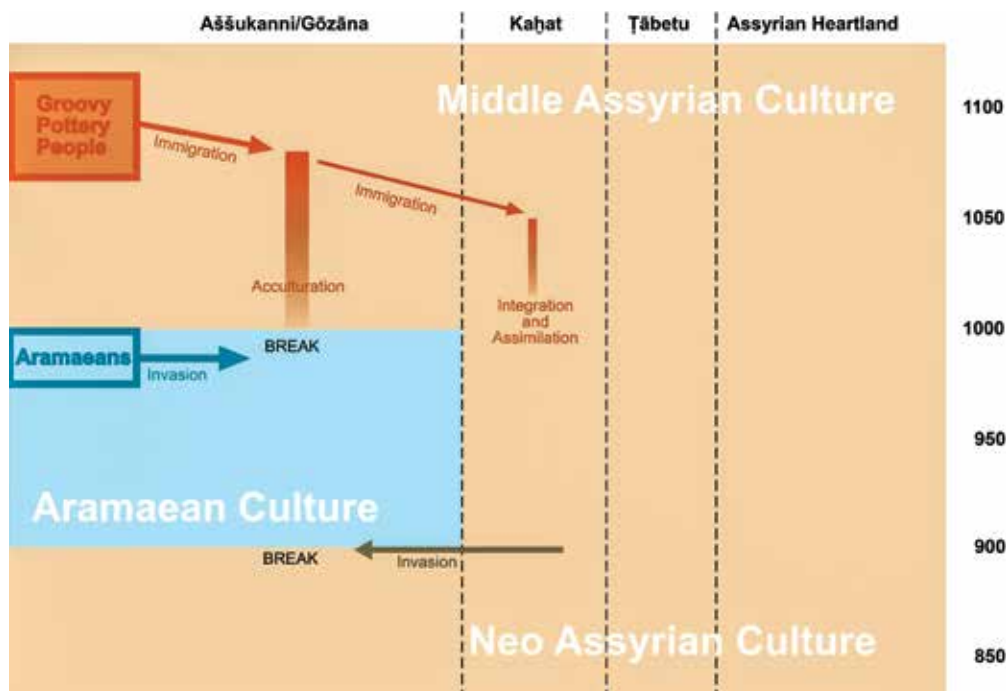 Aššukanni/Gōzāna Kaḫat Ṭābetu Assyrian Heartland
Groovy
Pottery
People
Middle Assyrian Culture
1100
Immigration
Immigration
1050
Acculturation
Integration
and
Assimilation
1000
BREAK
Aramaeans
Invasion
950
Aramaean Culture
BREAK
Invasion
900
Neo Assyrian Culture
850